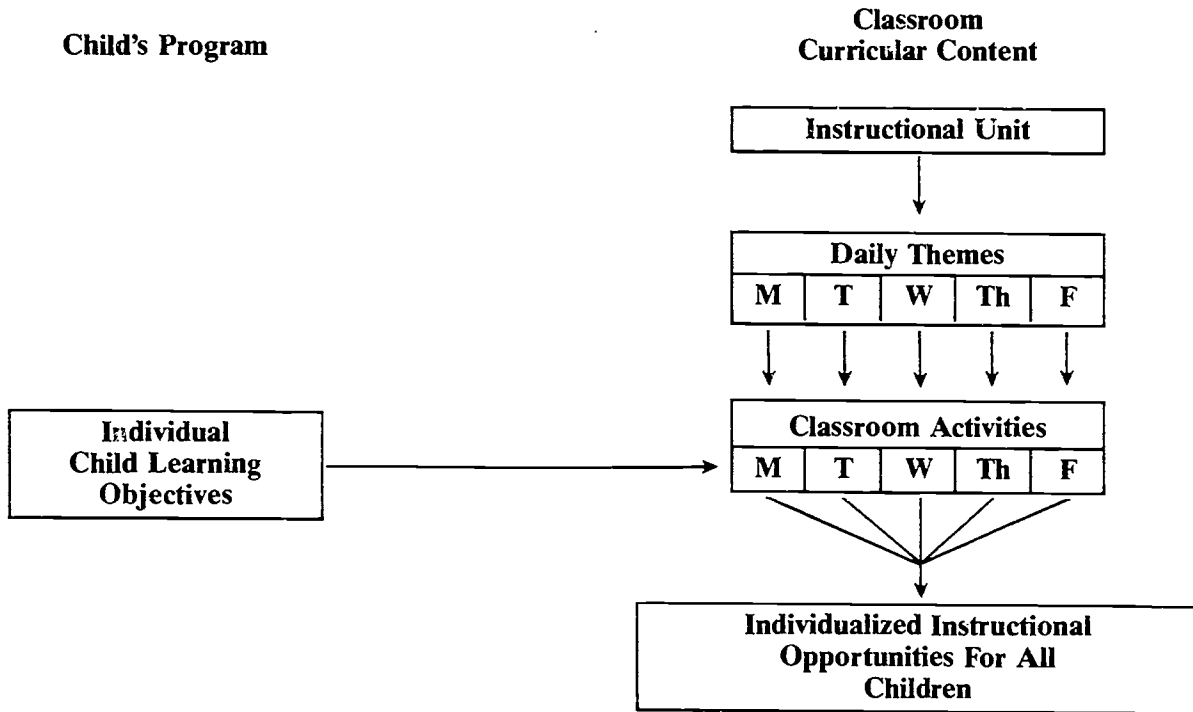 Child's Program
Classroom
Curricular Content
Instructional Unit
Daily Themes
M T W Th F
Classroom Activities
M T W Th F
Individual
Child Learning
Objectives
Individualized Instructional
Opportunities For All
Children